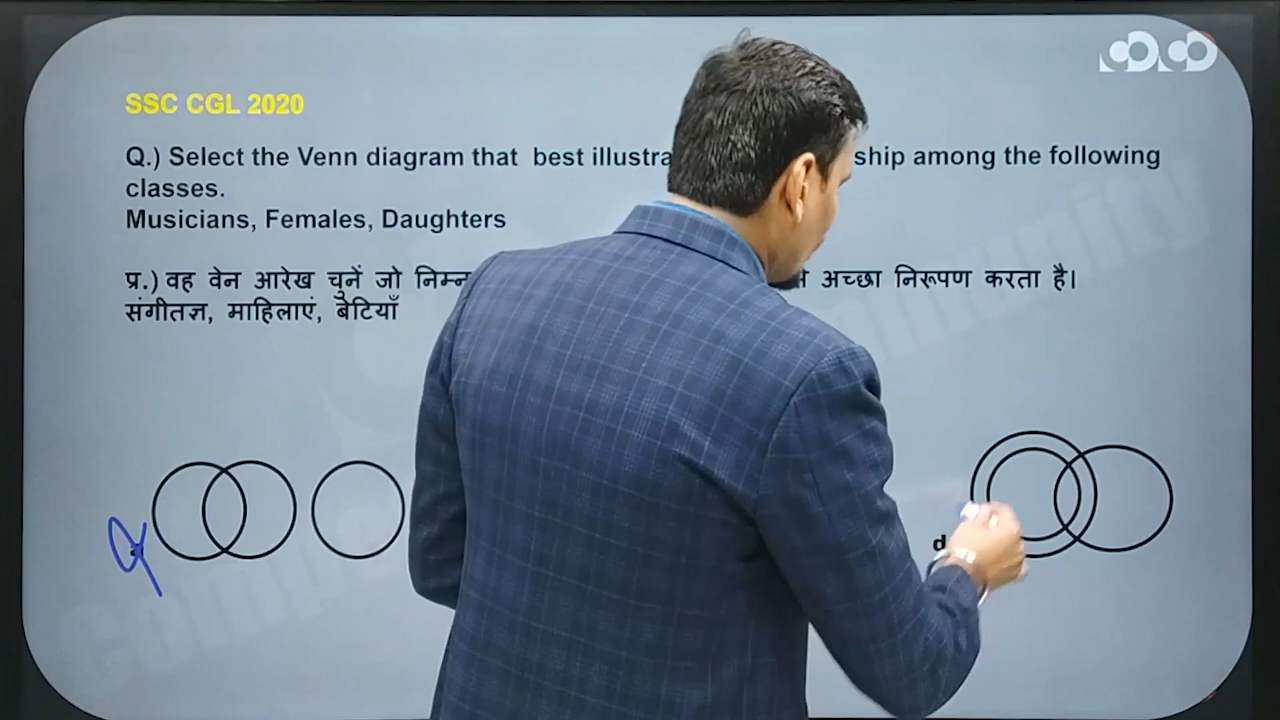 SSC CGL 2020
Q.) Select the Venn diagram that best ship among the following
classes.
Musicians, Females, Daughters
प्र.) वह वेन आरेख चुनें जो अच्छा निरूपण करता है।
संगीतज्ञ, माहिलाएं, बेटियाँ
d